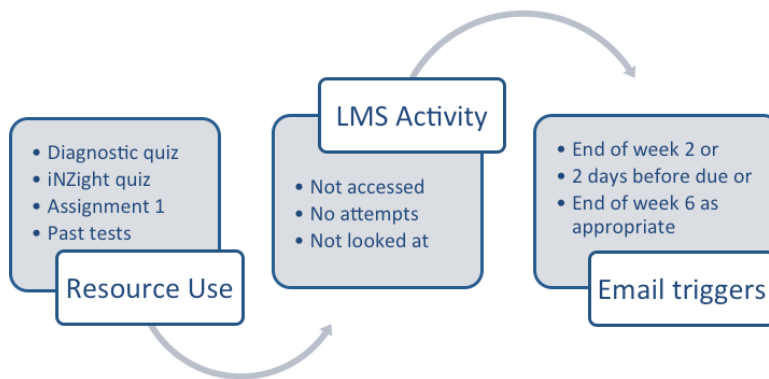 • Diagnostic quiz
• iNZight quiz
• Assignment 1
• Past tests
Resource Use
LMS Activity
• Not accessed
• No attempts
• Not looked at
• End of week 2 or
• 2 days before due or
• End of week 6 as
appropriate
Email triggers